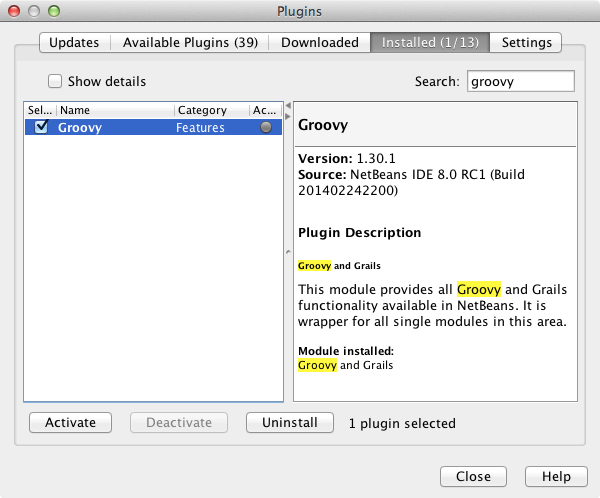 Plugins
Updates Available Plugins (39) Downloaded Installed (1/13) Settings
Show details Search: groovy
Sel... Name Category Ac...
Groovy Features
Groovy
Version: 1.30.1
Source: NetBeans IDE 8.0 RC1 (Build
201402242200)
Plugin Description
Groovy and Grails
This module provides all Groovy and Grails
functionality available in NetBeans. It is
wrapper for all single modules in this area.
Module installed:
Groovy and Grails
Activate Deactivate Uninstall 1 plugin selected
Close Help